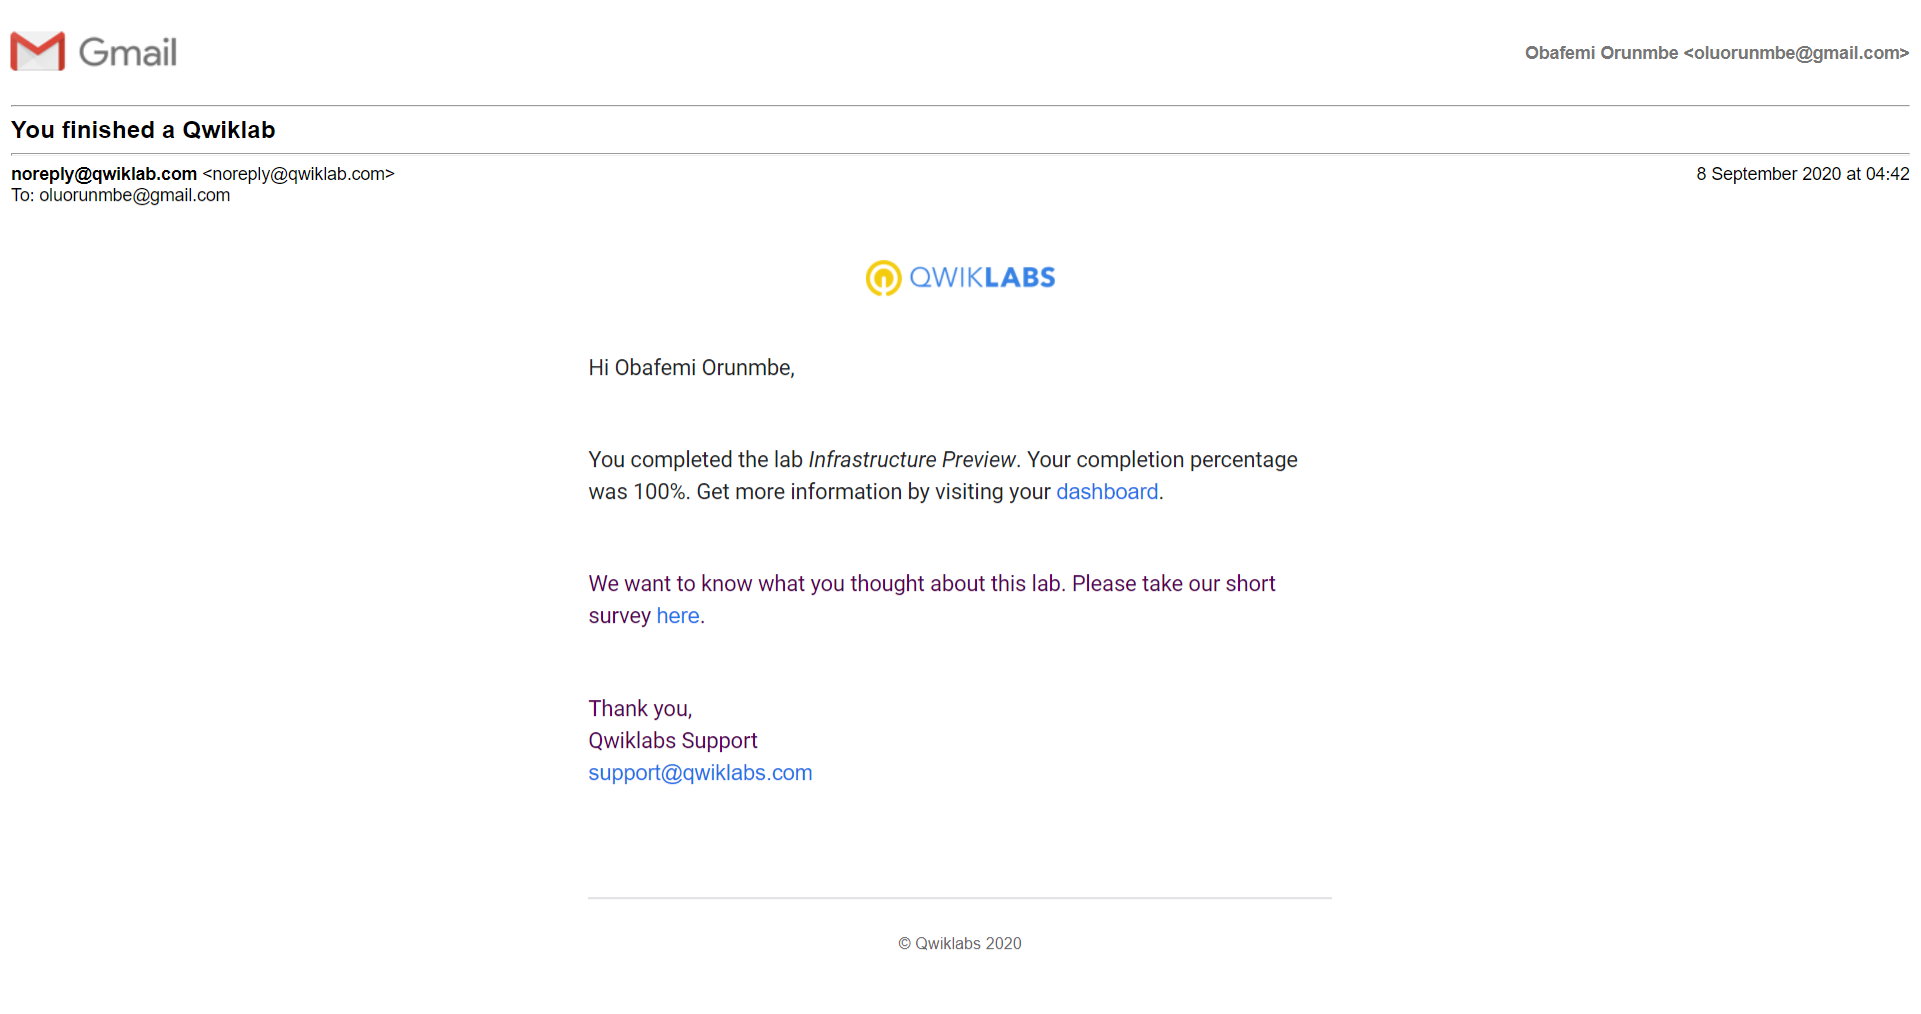 Gmail
Obafemi Orunmbe <oluorunmbe@gmail.com>
You finished a Qwiklab
noreply@qwiklab.com <noreply@qwiklab.com>
8 September 2020 at 04:42
To: oluorunmbe@gmail.com
QWIKLABS
Hi Obafemi Orunmbe,
You completed the lab Infrastructure Preview. Your completion percentage
was 100%. Get more information by visiting your dashboard.
We want to know what you thought about this lab. Please take our short
survey here.
Thank you,
Qwiklabs Support
support@qwiklabs.com
© Qwiklabs 2020